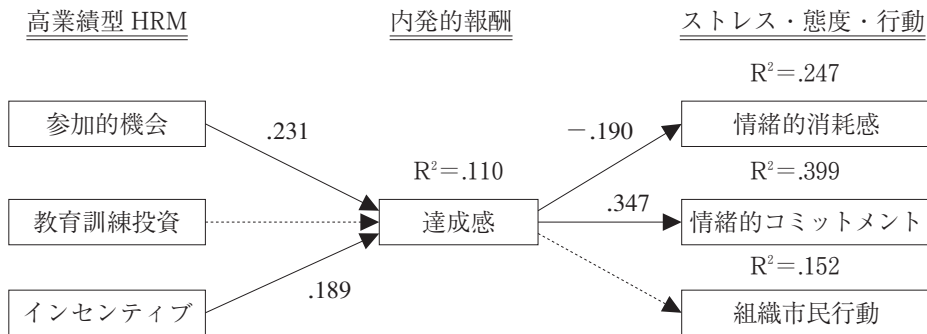 高業績型 HRM
内発的報酬
ストレス・態度・行動
R²=.247
参加的機会
.231
−.190
情緒的消耗感
R²=.110
R²=.399
教育訓練投資
達成感
.347
情緒的コミットメント
R²=.152
インセンティブ
.189
組織市民行動